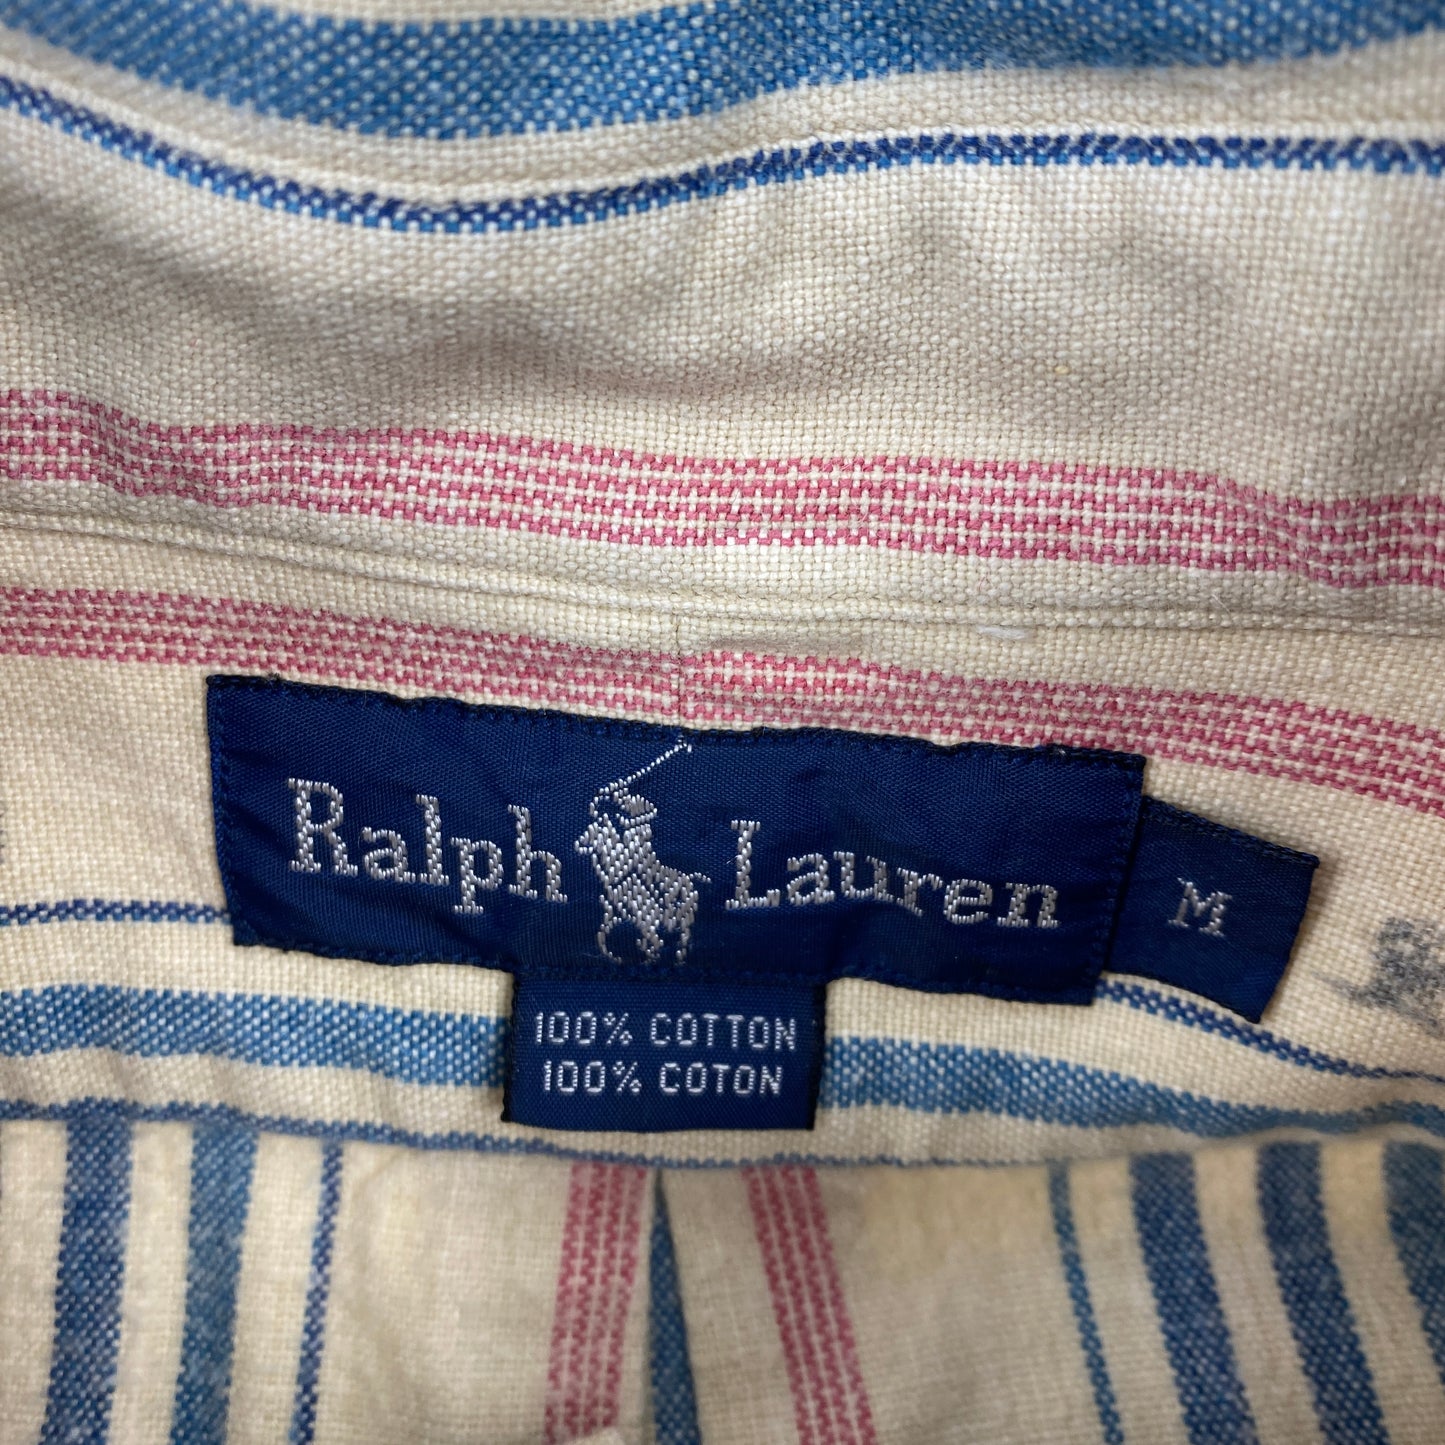 Ralph Lauren
M
100% COTTON
100% COTON